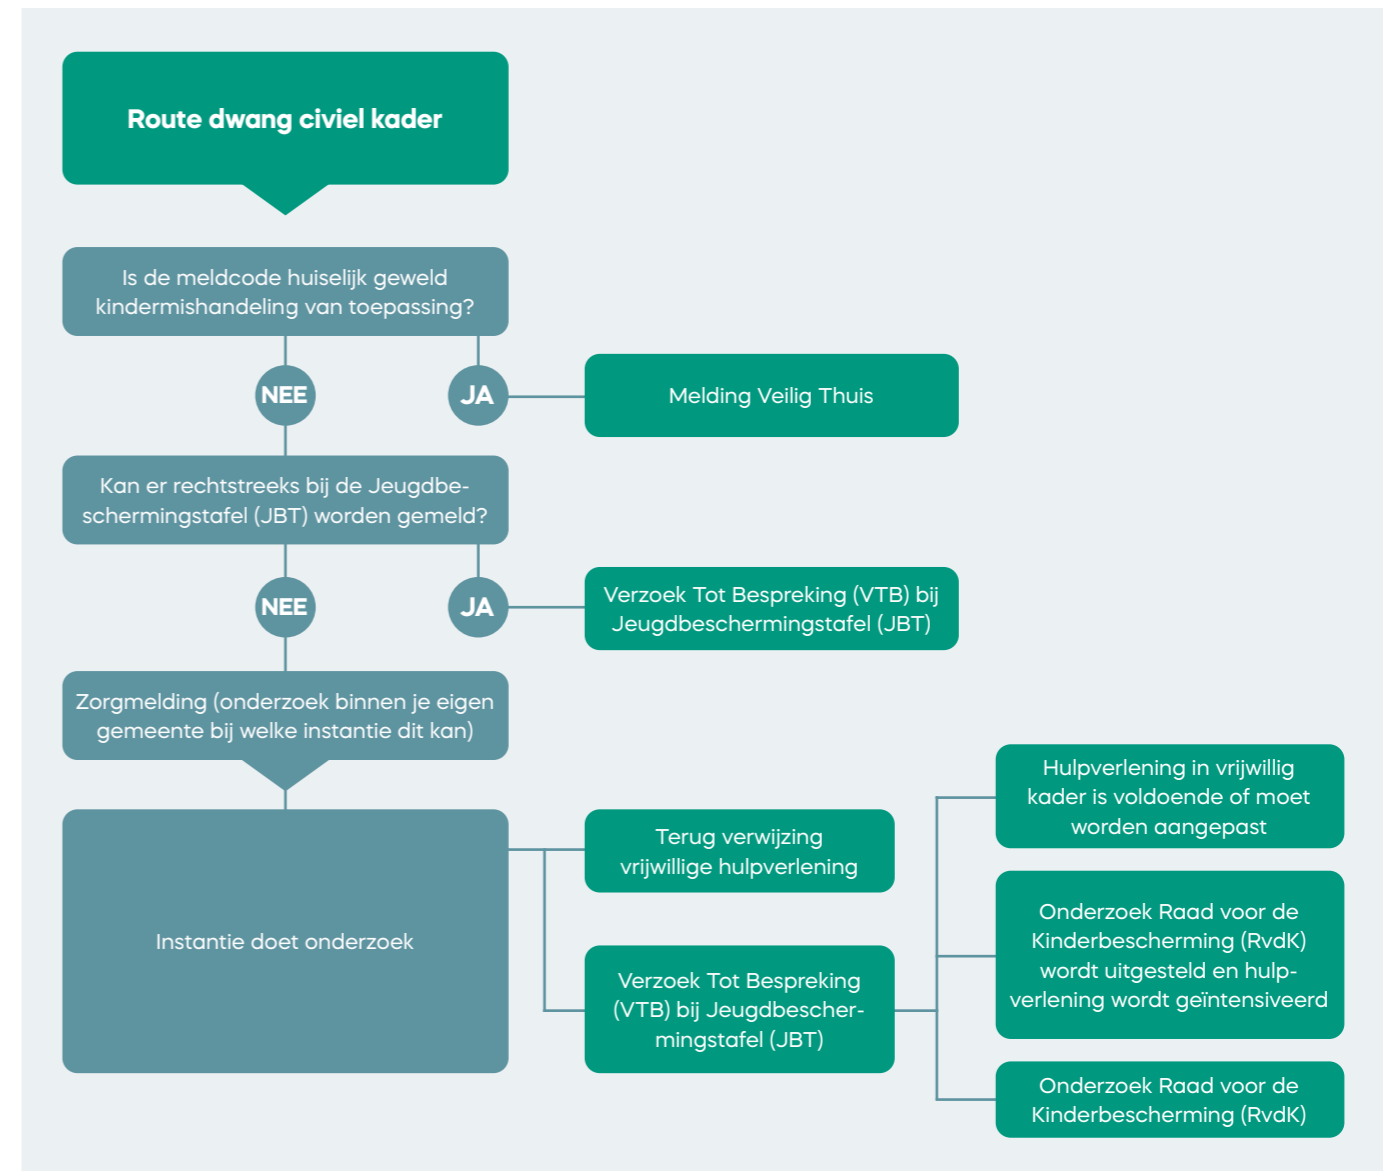 Route dwang civiel kader
Is de meldcode huiselijk geweld
kindermishandeling van toepassing?
NEE
JA
Melding Veilig Thuis
Kan er rechtstreeks bij de Jeugdbe-
schermingstafel (JBT) worden gemeld?
NEE
JA
Verzoek Tot Bespreking (VTB) bij
Jeugdbeschermingstafel (JBT)
Zorgmelding (onderzoek binnen je eigen
gemeente bij welke instantie dit kan)
Instantie doet onderzoek
Terug verwijzing
vrijwillige hulpverlening
Verzoek Tot Bespreking
(VTB) bij Jeugdbescher-
mingstafel (JBT)
Hulpverlening in vrijwillig
kader is voldoende of moet
worden aangepast
Onderzoek Raad voor de
Kinderbescherming (RvdK)
wordt uitgesteld en hulp-
verlening wordt geïntensiveerd
Onderzoek Raad voor de
Kinderbescherming (RvdK)